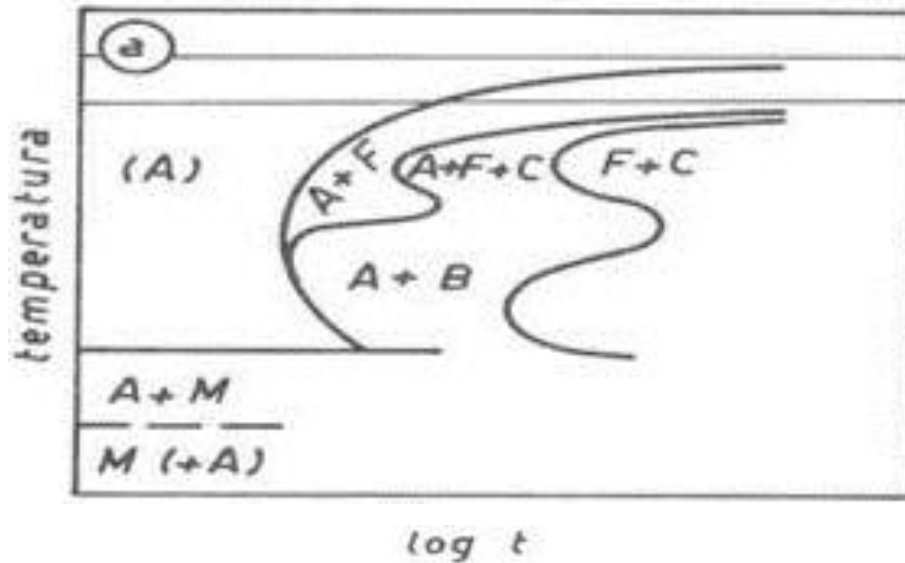 a
(A)
A+F
A+F+C
F+C
A+B
A+M
M (+A)
temperatura
log t